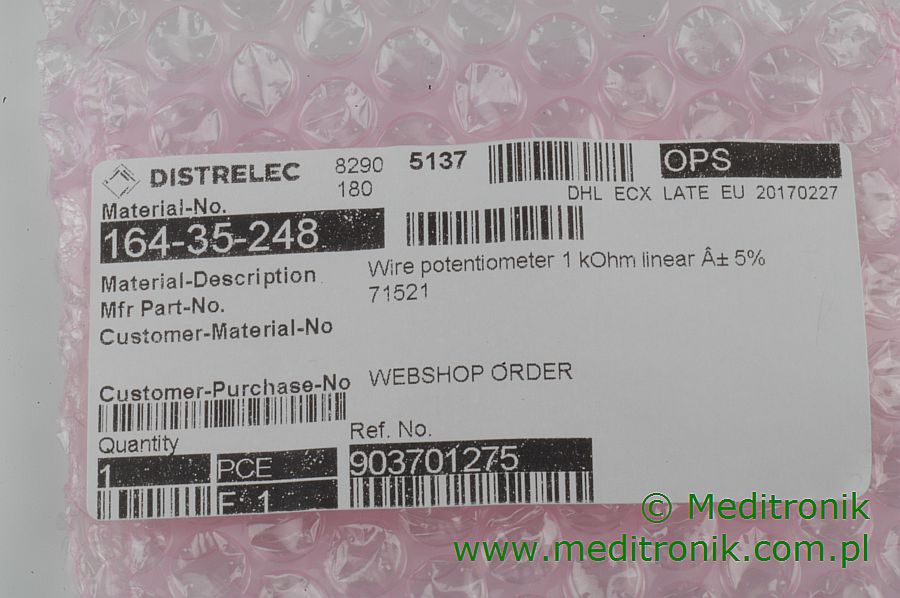 DISTRELEC 8290 5137 OPS
180 DHL ECX LATE EU 20170227
Material-No.
164-35-248
Material-Description Wire potentiometer 1 kOhm linear Â± 5%
Mfr Part-No. 71521
Customer-Material-No
Customer-Purchase-No WEBSHOP ORDER
Quantity Ref. No.
1 PCE 903701275
F 1
© Meditronik
www.meditronik.com.pl